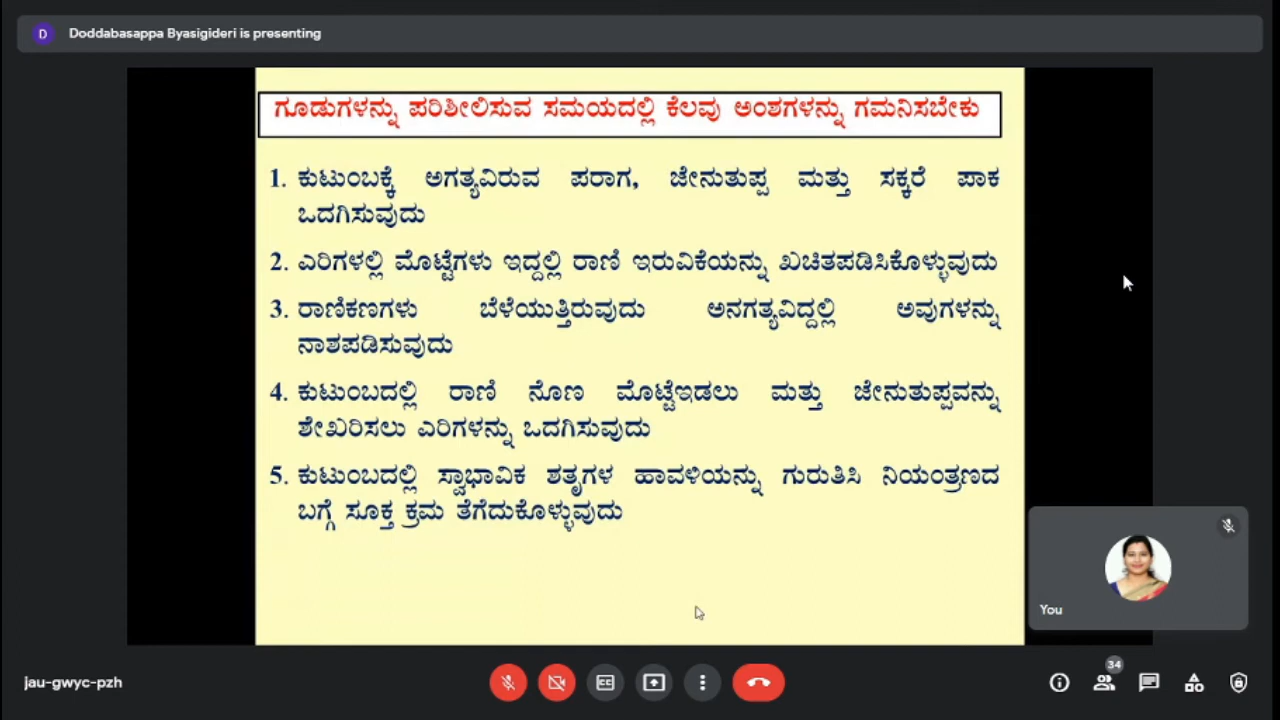 D Doddabasappa Byasigideri is presenting
ಗೂಡುಗಳನ್ನು ಪರಿಶೀಲಿಸುವ ಸಮಯದಲ್ಲಿ ಕೆಲವು ಅಂಶಗಳನ್ನು ಗಮನಿಸಬೇಕು
1. ಕುಟುಂಬಕ್ಕೆ ಅಗತ್ಯವಿರುವ ಪರಾಗ, ಜೇನುತುಪ್ಪ ಮತ್ತು ಸಕ್ಕರೆ ಪಾಕ
ಒದಗಿಸುವುದು
2. ಎರಿಗಳಲ್ಲಿ ಮೊಟ್ಟೆಗಳು ಇದ್ದಲ್ಲಿ ರಾಣಿ ಇರುವಿಕೆಯನ್ನು ಖಚಿತಪಡಿಸಿಕೊಳ್ಳುವುದು
3. ರಾಣಿಕಣಗಳು ಬೆಳೆಯುತ್ತಿರುವುದು ಅನಗತ್ಯವಿದ್ದಲ್ಲಿ ಅವುಗಳನ್ನು
ನಾಶಪಡಿಸುವುದು
4. ಕುಟುಂಬದಲ್ಲಿ ರಾಣಿ ನೊಣ ಮೊಟ್ಟೆಇಡಲು ಮತ್ತು ಜೇನುತುಪ್ಪವನ್ನು
ಶೇಖರಿಸಲು ಎರಿಗಳನ್ನು ಒದಗಿಸುವುದು
5. ಕುಟುಂಬದಲ್ಲಿ ಸ್ವಾಭಾವಿಕ ಶತೃಗಳ ಹಾವಳಿಯನ್ನು ಗುರುತಿಸಿ ನಿಯಂತ್ರಣದ
ಬಗ್ಗೆ ಸೂಕ್ತ ಕ್ರಮ ತೆಗೆದುಕೊಳ್ಳುವುದು
You
jau-gwyc-pzh
CC
34